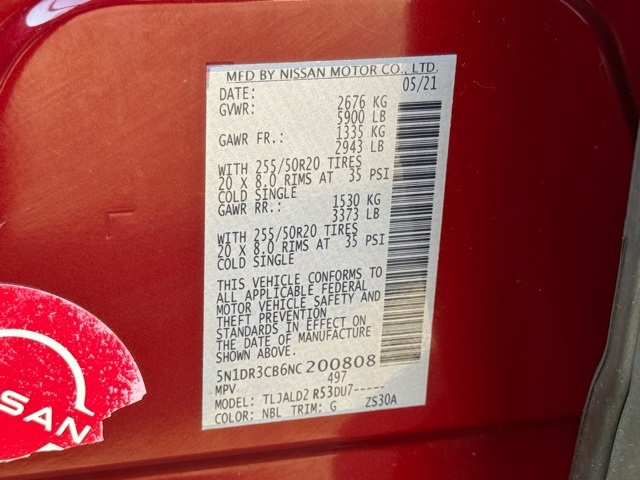 MFD BY NISSAN MOTOR CO., LTD.
DATE: 05/21
GVWR: 2676 KG
5900 LB
GAWR FR.: 1335 KG
2943 LB
WITH 255/50R20 TIRES
20 X 8.0 RIMS AT 35 PSI
COLD SINGLE
GAWR RR.: 1530 KG
3373 LB
WITH 255/50R20 TIRES
20 X 8.0 RIMS AT 35 PSI
COLD SINGLE
THIS VEHICLE CONFORMS TO
ALL APPLICABLE FEDERAL
MOTOR VEHICLE SAFETY AND
THEFT PREVENTION
STANDARDS IN EFFECT ON
THE DATE OF MANUFACTURE
SHOWN ABOVE.
5N1DR3CB6NC200808
MPV 497
MODEL: TLJALD2 R53DU7-----
COLOR: NBL TRIM: G ZS30A
SSAN